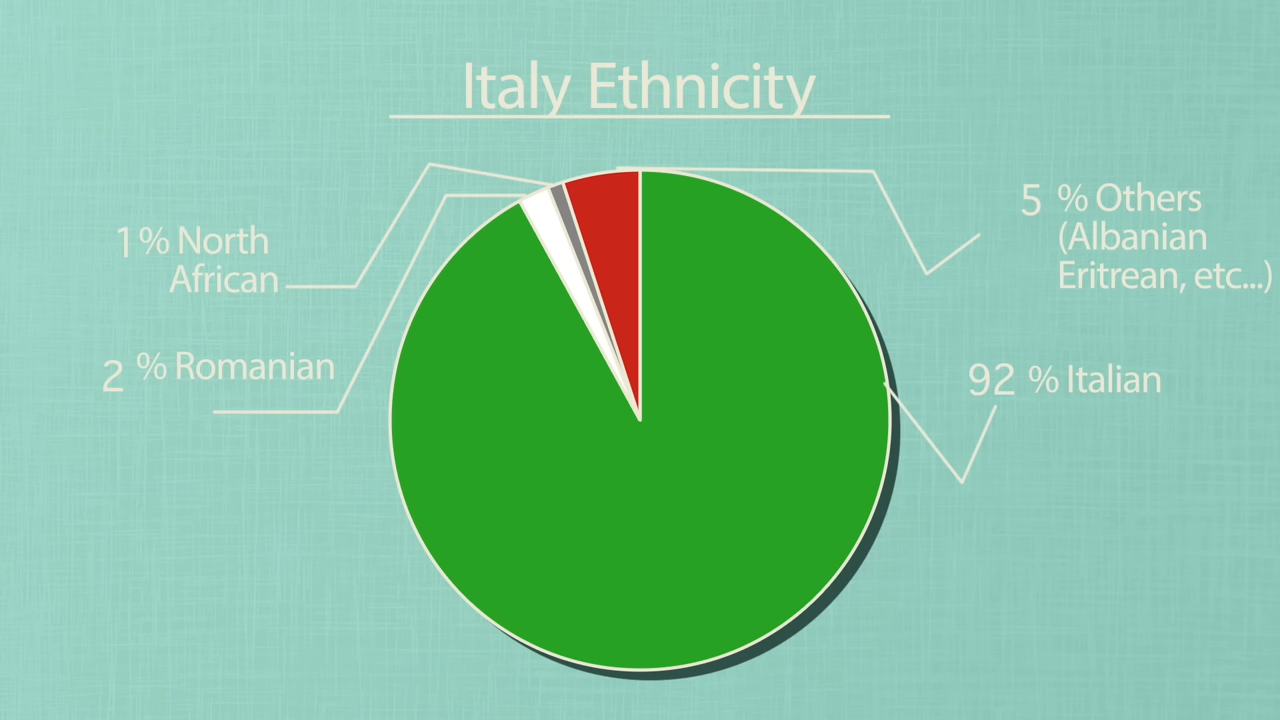 Italy Ethnicity
1% North
African
2 % Romanian
5 % Others
(Albanian
Eritrean, etc...)
92 % Italian